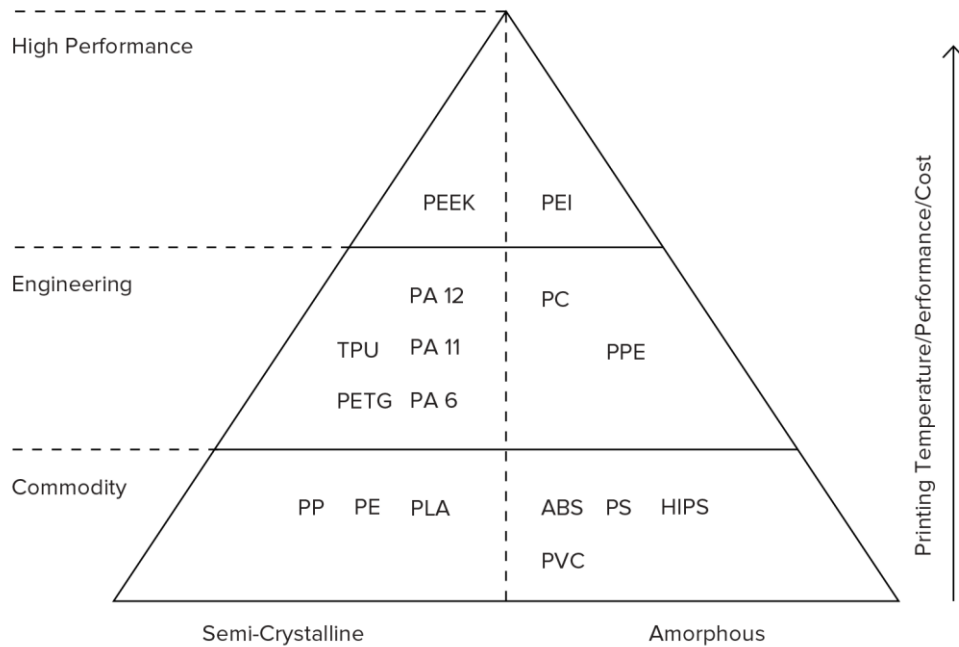 High Performance
PEEK
PEI
Engineering
PA 12
PC
TPU
PA 11
PPE
PETG
PA 6
Commodity
PP
PE
PLA
ABS
PS
HIPS
PVC
Semi-Crystalline
Amorphous
Printing Temperature/Performance/Cost